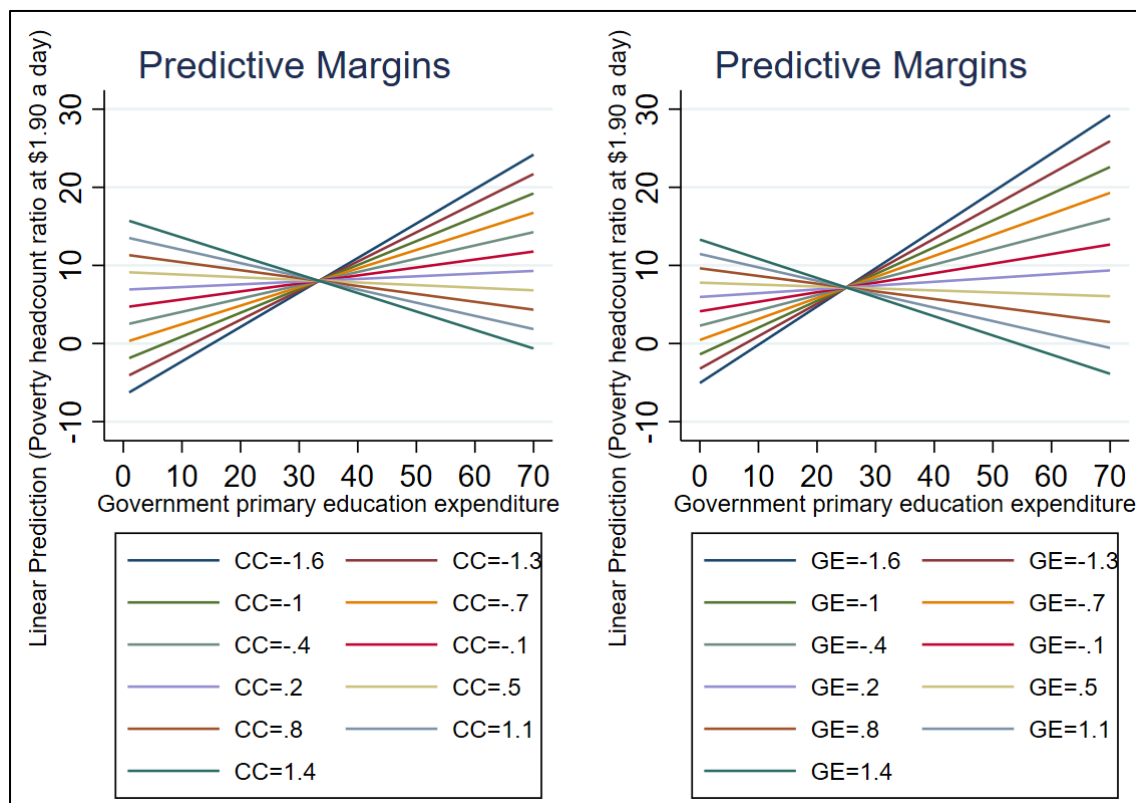 Predictive Margins
Linear Prediction (Poverty headcount ratio at $1.90 a day)
30
20
10
0
-10
0 10 20 30 40 50 60 70
Government primary education expenditure
CC=-1.6 CC=-1.3
CC=-1 CC=-.7
CC=-.4 CC=-.1
CC=.2 CC=.5
CC=.8 CC=1.1
CC=1.4
Predictive Margins
Linear Prediction (Poverty headcount ratio at $1.90 a day)
30
20
10
0
-10
0 10 20 30 40 50 60 70
Government primary education expenditure
GE=-1.6 GE=-1.3
GE=-1 GE=-.7
GE=-.4 GE=-.1
GE=.2 GE=.5
GE=.8 GE=1.1
GE=1.4